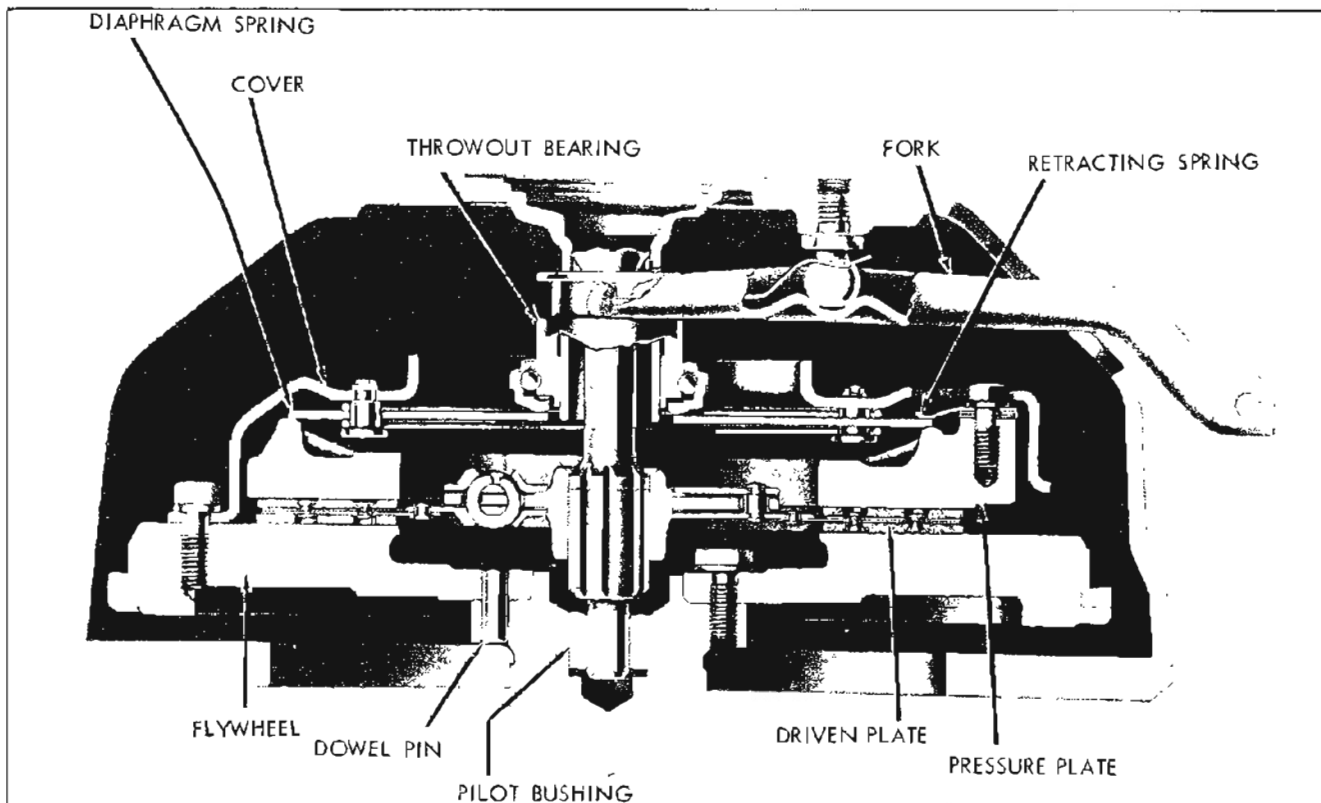 DIAPHRAGM SPRING
COVER
THROWOUT BEARING
FORK
RETRACTING SPRING
FLYWHEEL
DOWEL PIN
PILOT BUSHING
DRIVEN PLATE
PRESSURE PLATE